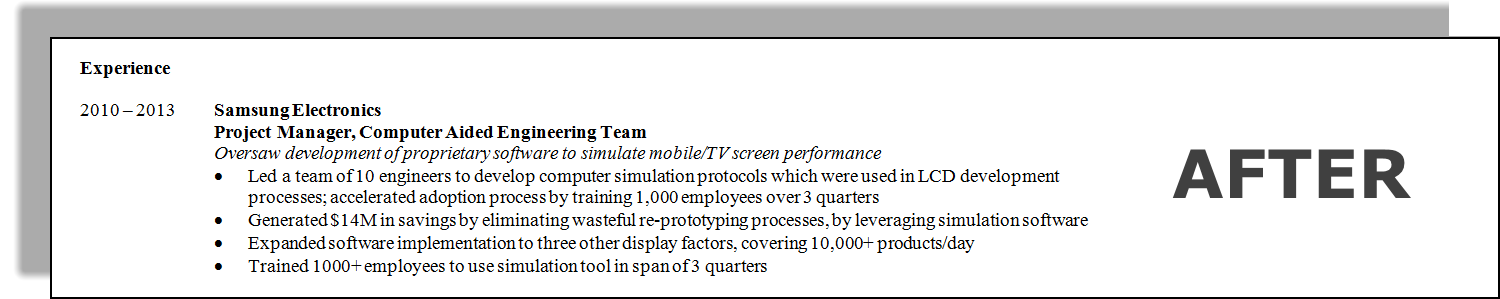 Experience
2010 – 2013 Samsung Electronics
Project Manager, Computer Aided Engineering Team
Oversaw development of proprietary software to simulate mobile/TV screen performance
• Led a team of 10 engineers to develop computer simulation protocols which were used in LCD development
processes; accelerated adoption process by training 1,000 employees over 3 quarters
• Generated $14M in savings by eliminating wasteful re-prototyping processes, by leveraging simulation software
• Expanded software implementation to three other display factors, covering 10,000+ products/day
• Trained 1000+ employees to use simulation tool in span of 3 quarters
AFTER